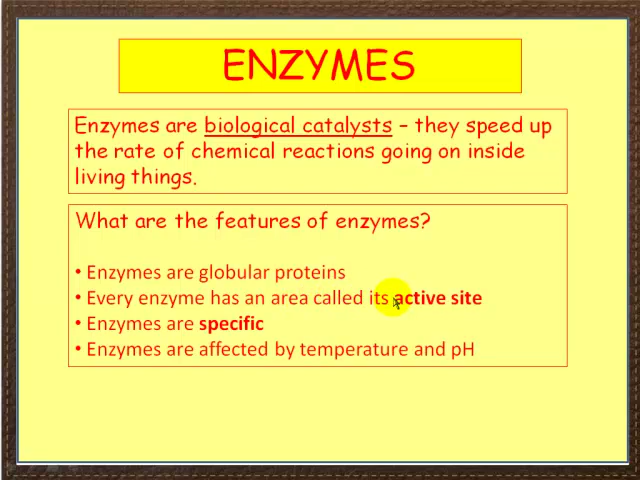 ENZYMES
Enzymes are biological catalysts – they speed up
the rate of chemical reactions going on inside
living things.
What are the features of enzymes?
• Enzymes are globular proteins
• Every enzyme has an area called its active site
• Enzymes are specific
• Enzymes are affected by temperature and pH